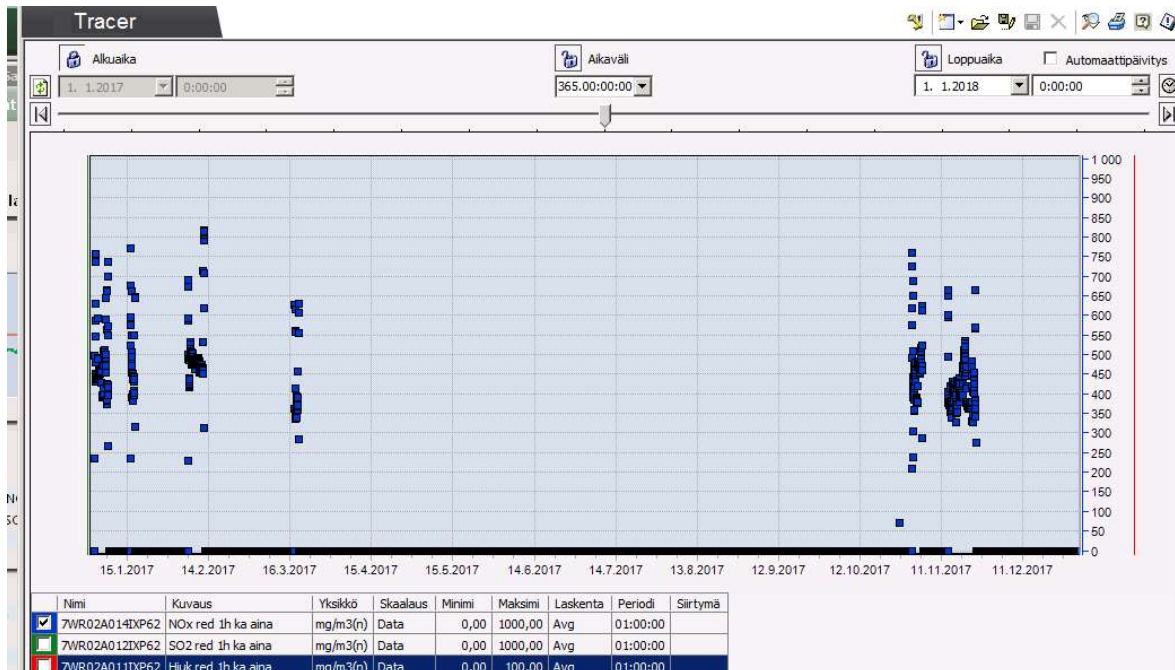 Tracer
Alkuaika Aikaväli Loppuaika Automaattipäivitys
1. 1.2017 0:00:00 365.00:00:00 1. 1.2018 0:00:00
1 000
950
900
850
800
750
700
650
600
550
500
450
400
350
300
250
200
150
100
50
0
15.1.2017 14.2.2017 16.3.2017 15.4.2017 15.5.2017 14.6.2017 14.7.2017 13.8.2017 12.9.2017 12.10.2017 11.11.2017 11.12.2017
Nimi Kuvaus Yksikkö Skaalaus Minimi Maksimi Laskenta Periodi Siirtymä
7WR02A014IXP62 NOx red 1h ka aina mg/m3(n) Data 0,00 1000,00 Avg 01:00:00
7WR02A012IXP62 SO2 red 1h ka aina mg/m3(n) Data 0,00 1000,00 Avg 01:00:00
7WR02A011IXP62 Hiuk red 1h ka aina mg/m3(n) Data 0,00 100,00 Avg 01:00:00